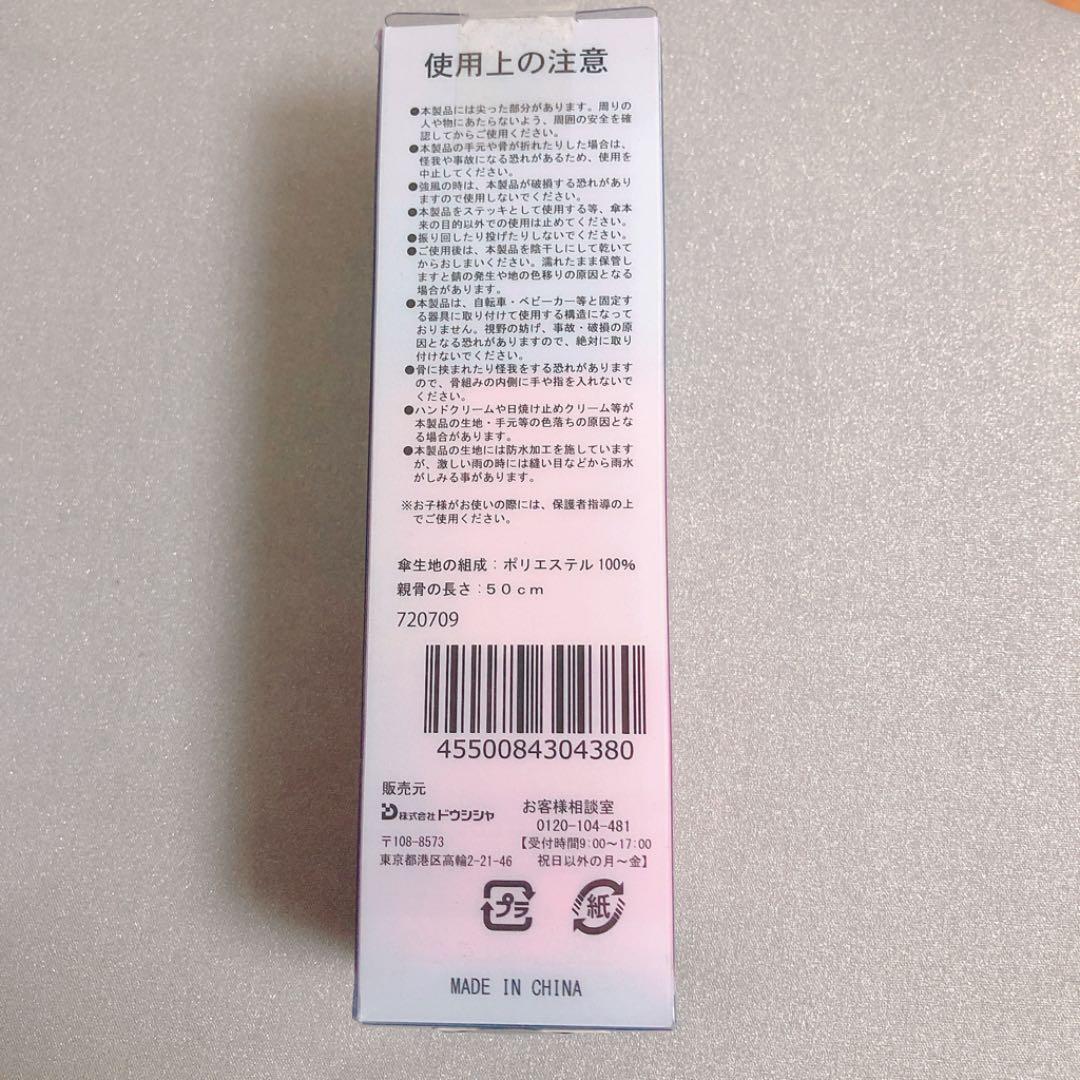 使用上の注意
●本製品には尖った部分があります。周りの
人や物にあたらないよう、周囲の安全を確
認してからご使用ください。
●本製品の手元や骨が折れたりした場合は、
怪我や事故になる恐れがあるため、使用を
中止してください。
●強風の時は、本製品が破損する恐れがあり
ますので使用しないでください。
●本製品をステッキとして使用する等、傘本
来の目的以外での使用は止めてください。
●振り回したり投げたりしないでください。
●ご使用後は、本製品を陰干しにして乾いて
からおしまいください。濡れたまま保管し
ますと錆の発生や地の色移りの原因となる
場合があります。
●本製品は、自転車・ベビーカー等と固定す
る器具に取り付けて使用する構造になって
おりません。視野の妨げ、事故・破損の原
因となる恐れがありますので、絶対に取り
付けないでください。
●骨に挟まれたり怪我をする恐れがあります
ので、骨組みの内側に手や指を入れないで
ください。
●ハンドクリームや日焼け止めクリーム等が
本製品の生地・手元等の色落ちの原因とな
る場合があります。
●本製品の生地には防水加工を施しています
が、激しい雨の時には縫い目などから雨水
がしみる事があります。
※お子様がお使いの際には、保護者指導の上
でご使用ください。
傘生地の組成：ポリエステル100%
親骨の長さ：50cm
720709
4550084304380
販売元
株式会社ドウシシャ
〒108-8573
東京都港区高輪2-21-46
お客様相談室
0120-104-481
【受付時間9:00～17:00
祝日以外の月～金】
プラ
紙
MADE IN CHINA